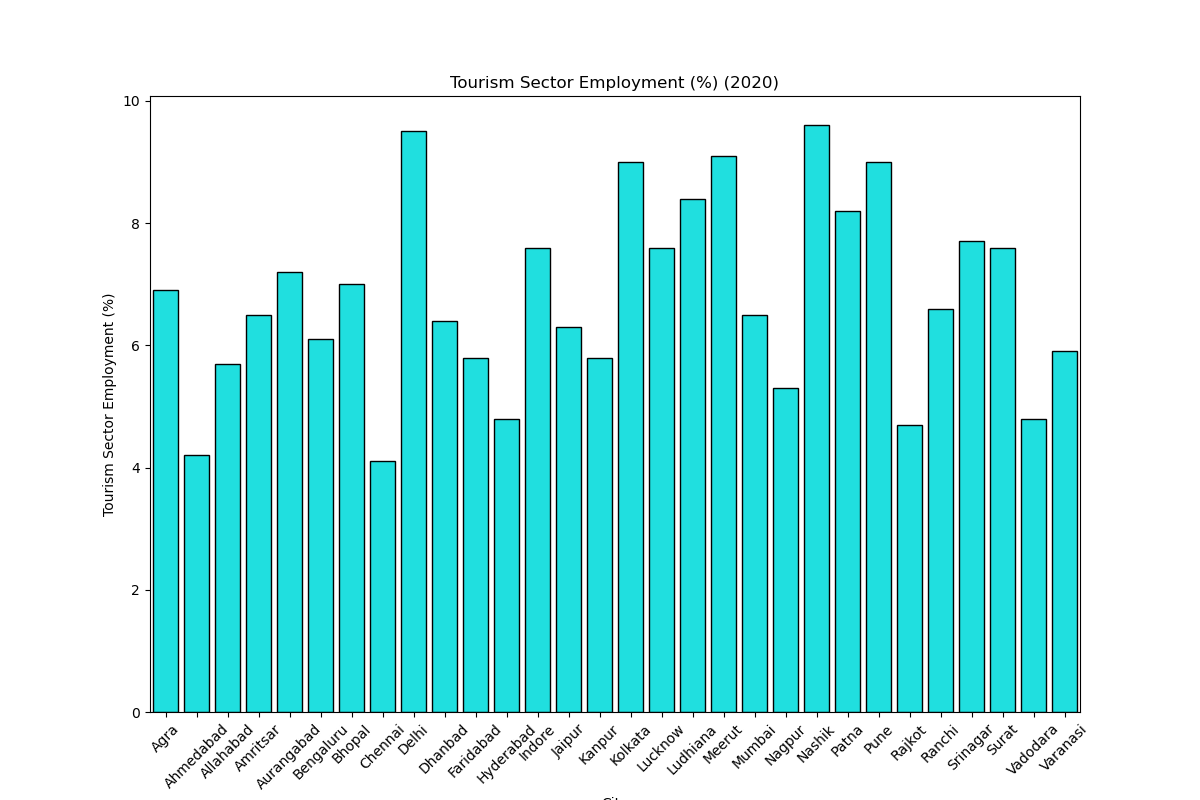 Tourism Sector Employment (%) (2020)
Tourism Sector Employment (%)
10
8
6
4
2
0
Agra
Ahmedabad
Allahabad
Amritsar
Aurangabad
Bengaluru
Bhopal
Chennai
Delhi
Dhanbad
Faridabad
Hyderabad
Indore
Jaipur
Kanpur
Kolkata
Lucknow
Ludhiana
Meerut
Mumbai
Nagpur
Nashik
Patna
Pune
Rajkot
Ranchi
Srinagar
Surat
Vadodara
Varanasi